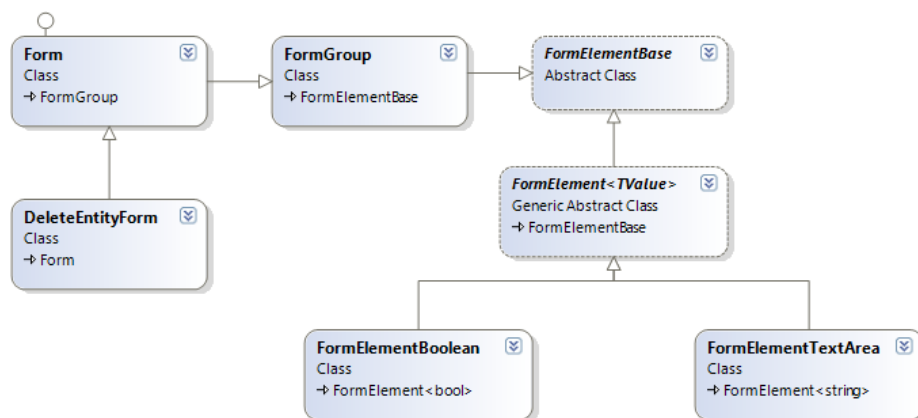 Form
Class
→ FormGroup
FormGroup
Class
→ FormElementBase
FormElementBase
Abstract Class
FormElement<TValue>
Generic Abstract Class
→ FormElementBase
DeleteEntityForm
Class
→ Form
FormElementBoolean
Class
→ FormElement<bool>
FormElementTextArea
Class
→ FormElement<string>